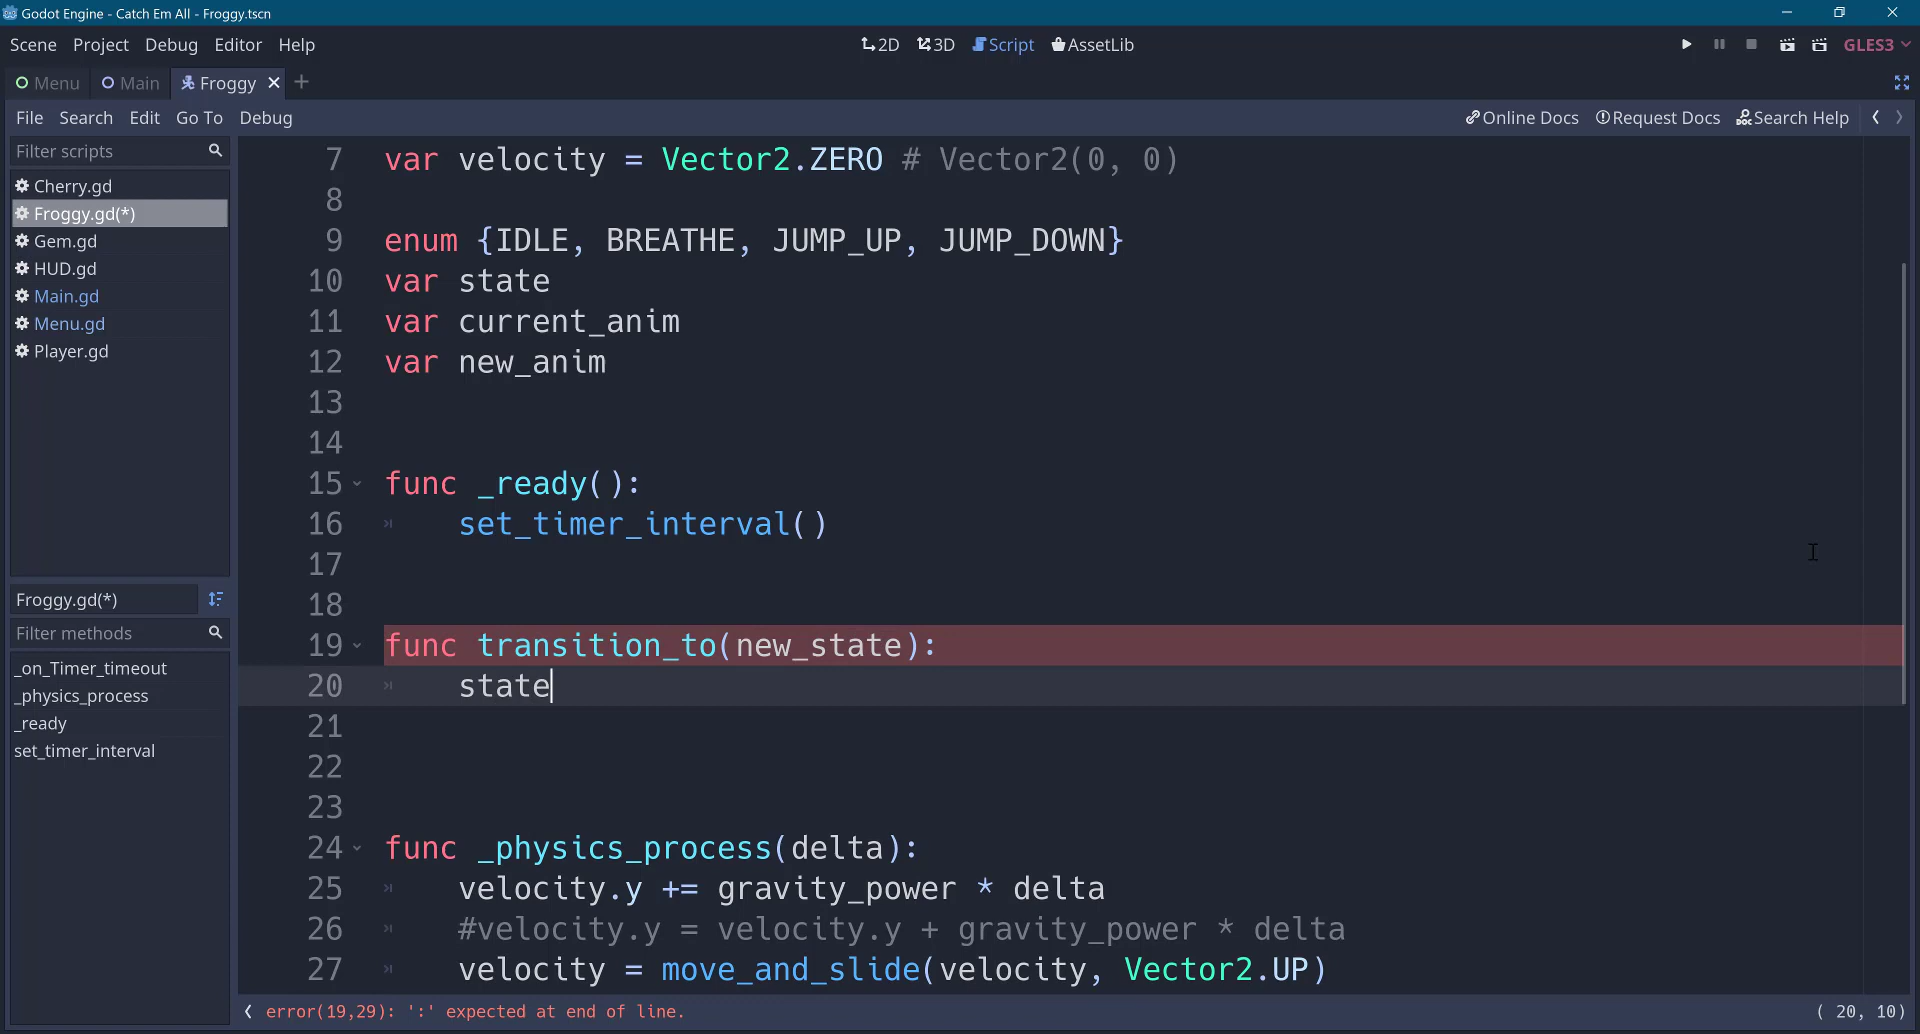 Godot Engine - Catch Em All - Froggy.tscn
Scene Project Debug Editor Help
2D 3D Script AssetLib
GLES3
Menu Main Froggy
File Search Edit Go To Debug
Online Docs Request Docs Search Help
Filter scripts
Cherry.gd
Froggy.gd(*)
Gem.gd
HUD.gd
Main.gd
Menu.gd
Player.gd
Froggy.gd(*)
Filter methods
_on_Timer_timeout
_physics_process
_ready
set_timer_interval
7 var velocity = Vector2.ZERO # Vector2(0, 0)
8
9 enum {IDLE, BREATHE, JUMP_UP, JUMP_DOWN}
10 var state
11 var current_anim
12 var new_anim
13
14
15 func _ready():
16 set_timer_interval()
17
18
19 func transition_to(new_state):
20 state
21
22
23
24 func _physics_process(delta):
25 velocity.y += gravity_power * delta
26 #velocity.y = velocity.y + gravity_power * delta
27 velocity = move_and_slide(velocity, Vector2.UP)
error(19,29): ':' expected at end of line.
( 20, 10)